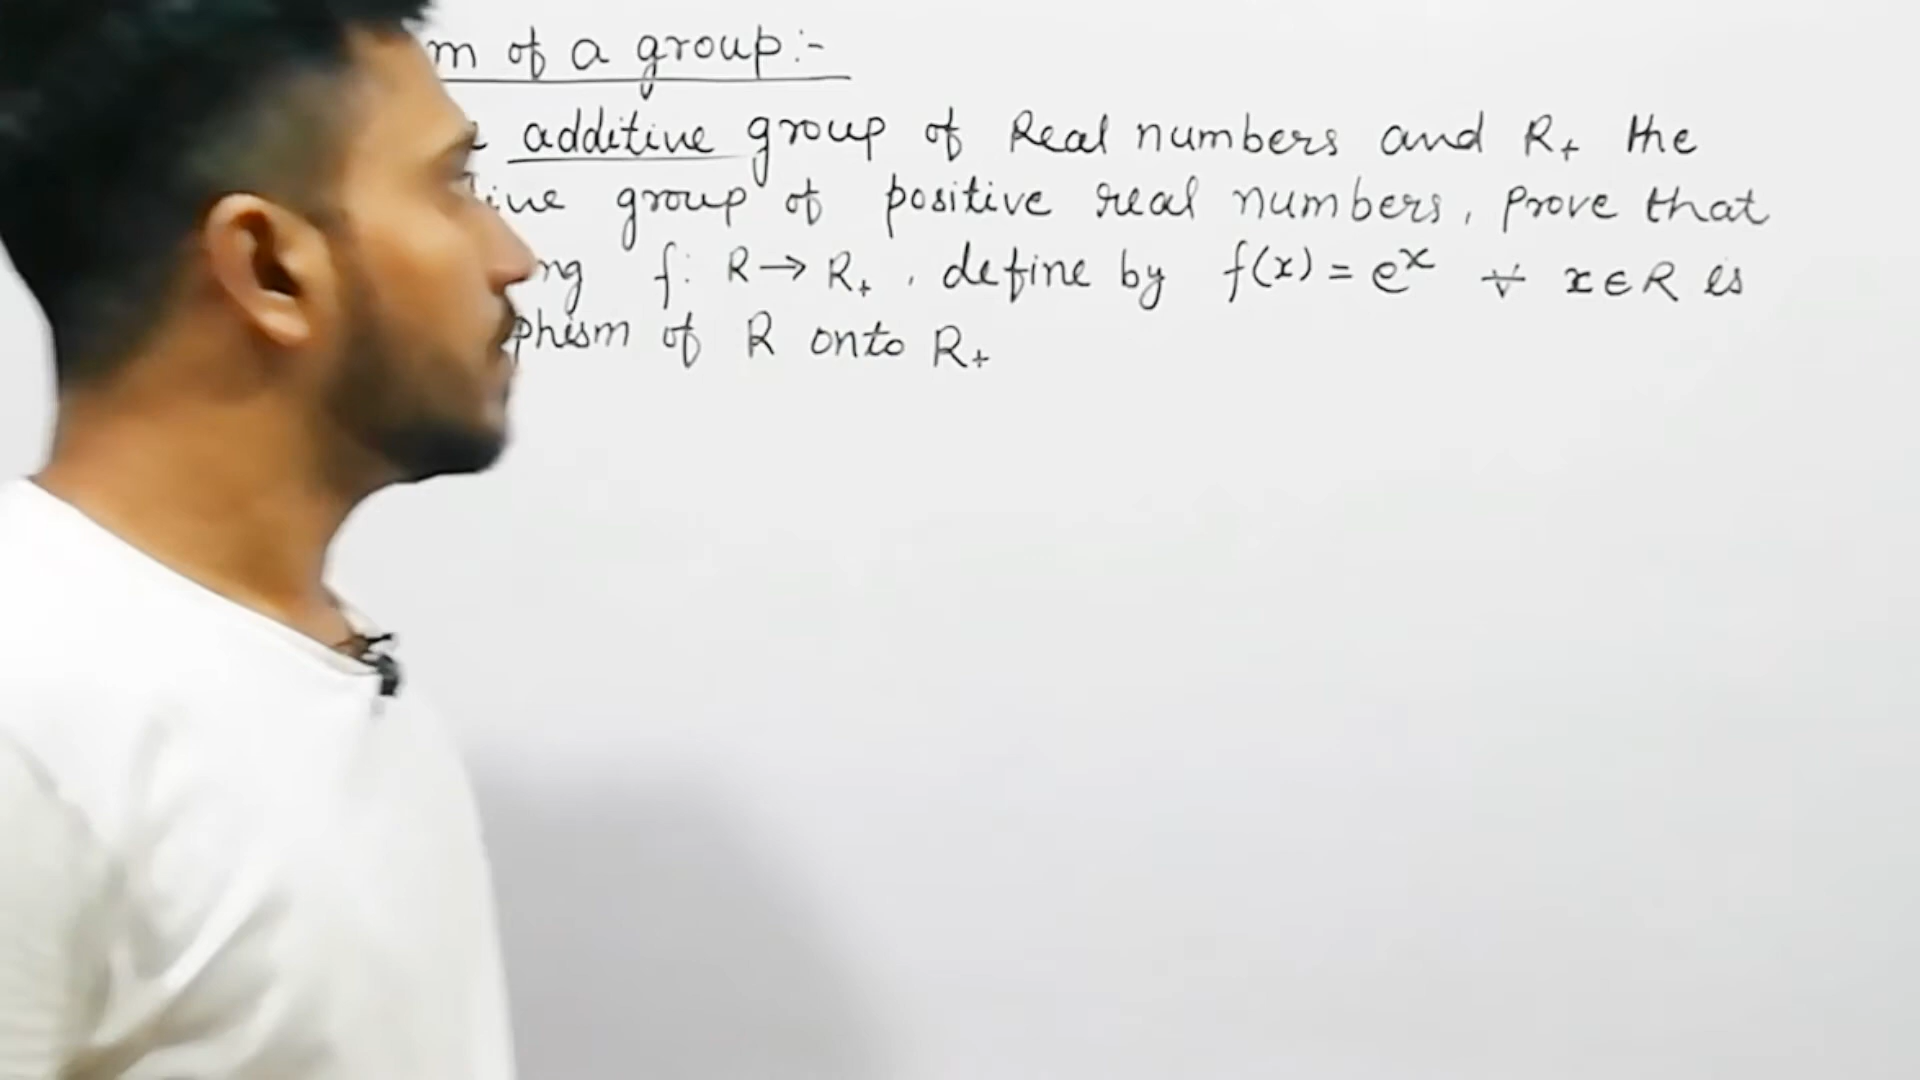 of a group:-
additive group of Real numbers and R+ the
group of positive real numbers, prove that
f: R→R+, define by f(x) = e^x ∀ x∈R is
of R onto R+